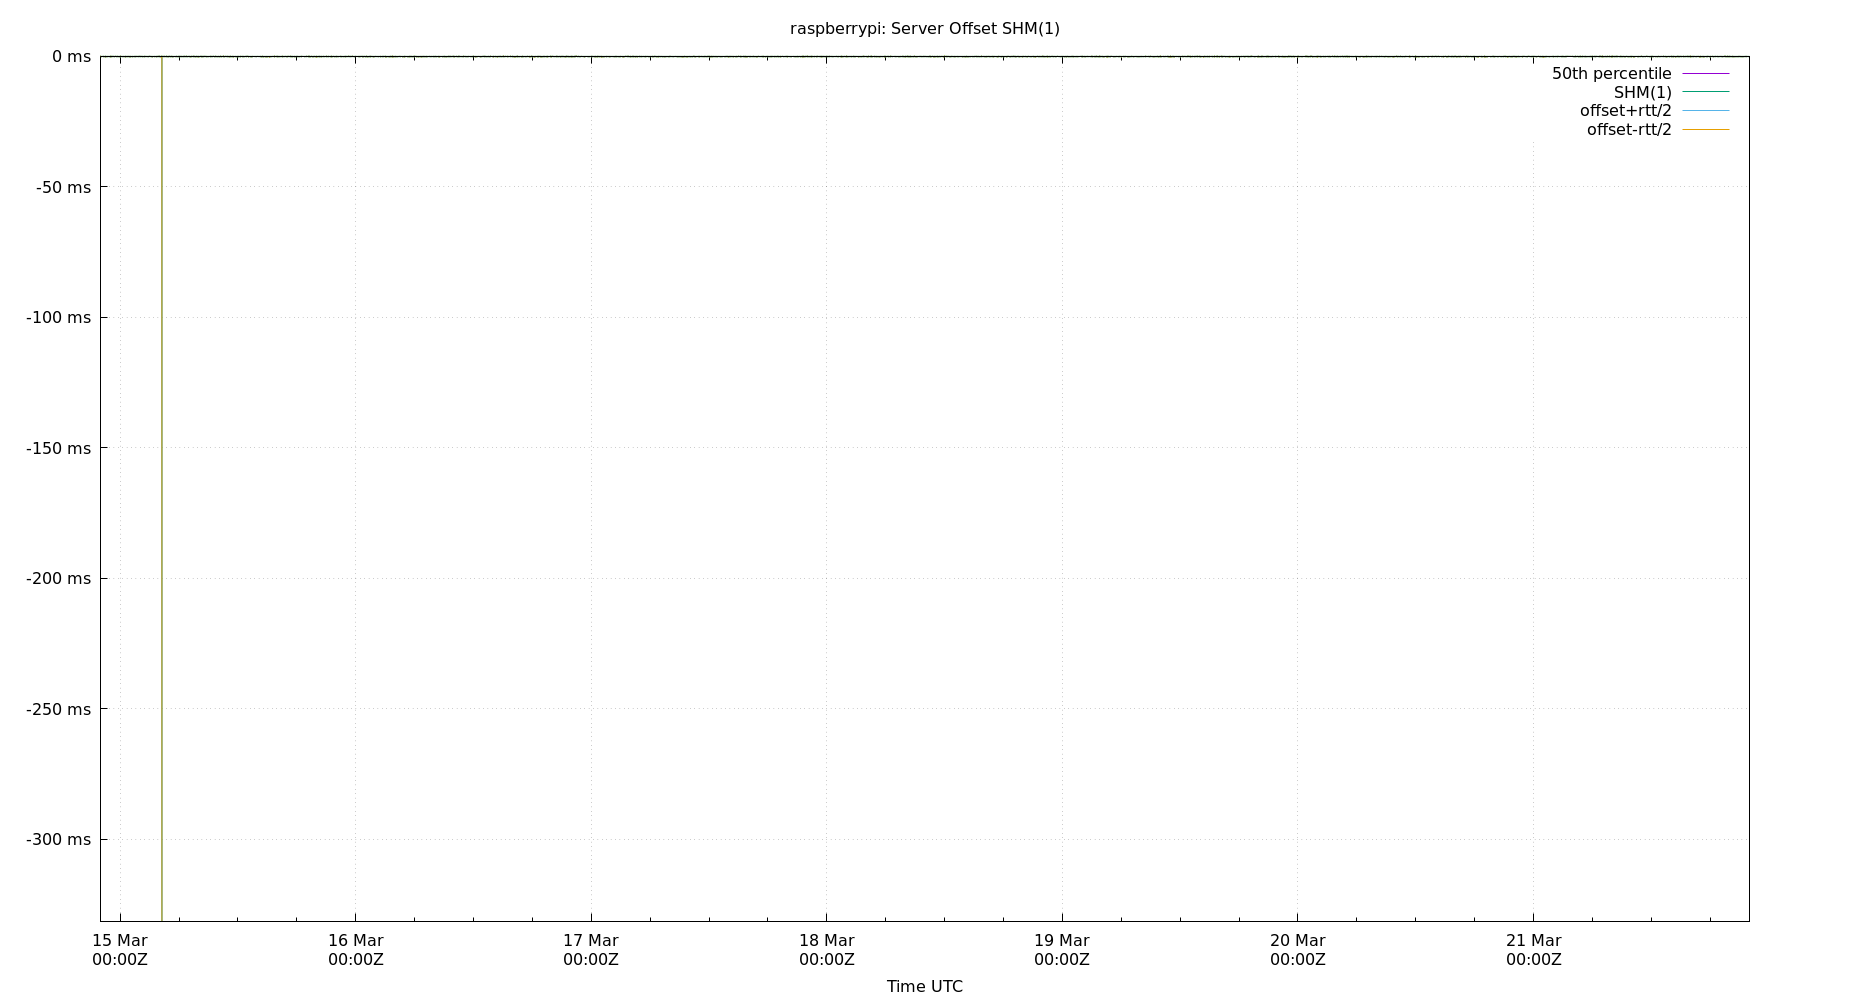 raspberrypi: Server Offset SHM(1)
0 ms
50th percentile
SHM(1)
offset+rtt/2
offset-rtt/2
-50 ms
-100 ms
-150 ms
-200 ms
-250 ms
-300 ms
15 Mar 16 Mar 17 Mar 18 Mar 19 Mar 20 Mar 21 Mar
00:00Z 00:00Z 00:00Z 00:00Z 00:00Z 00:00Z 00:00Z
Time UTC